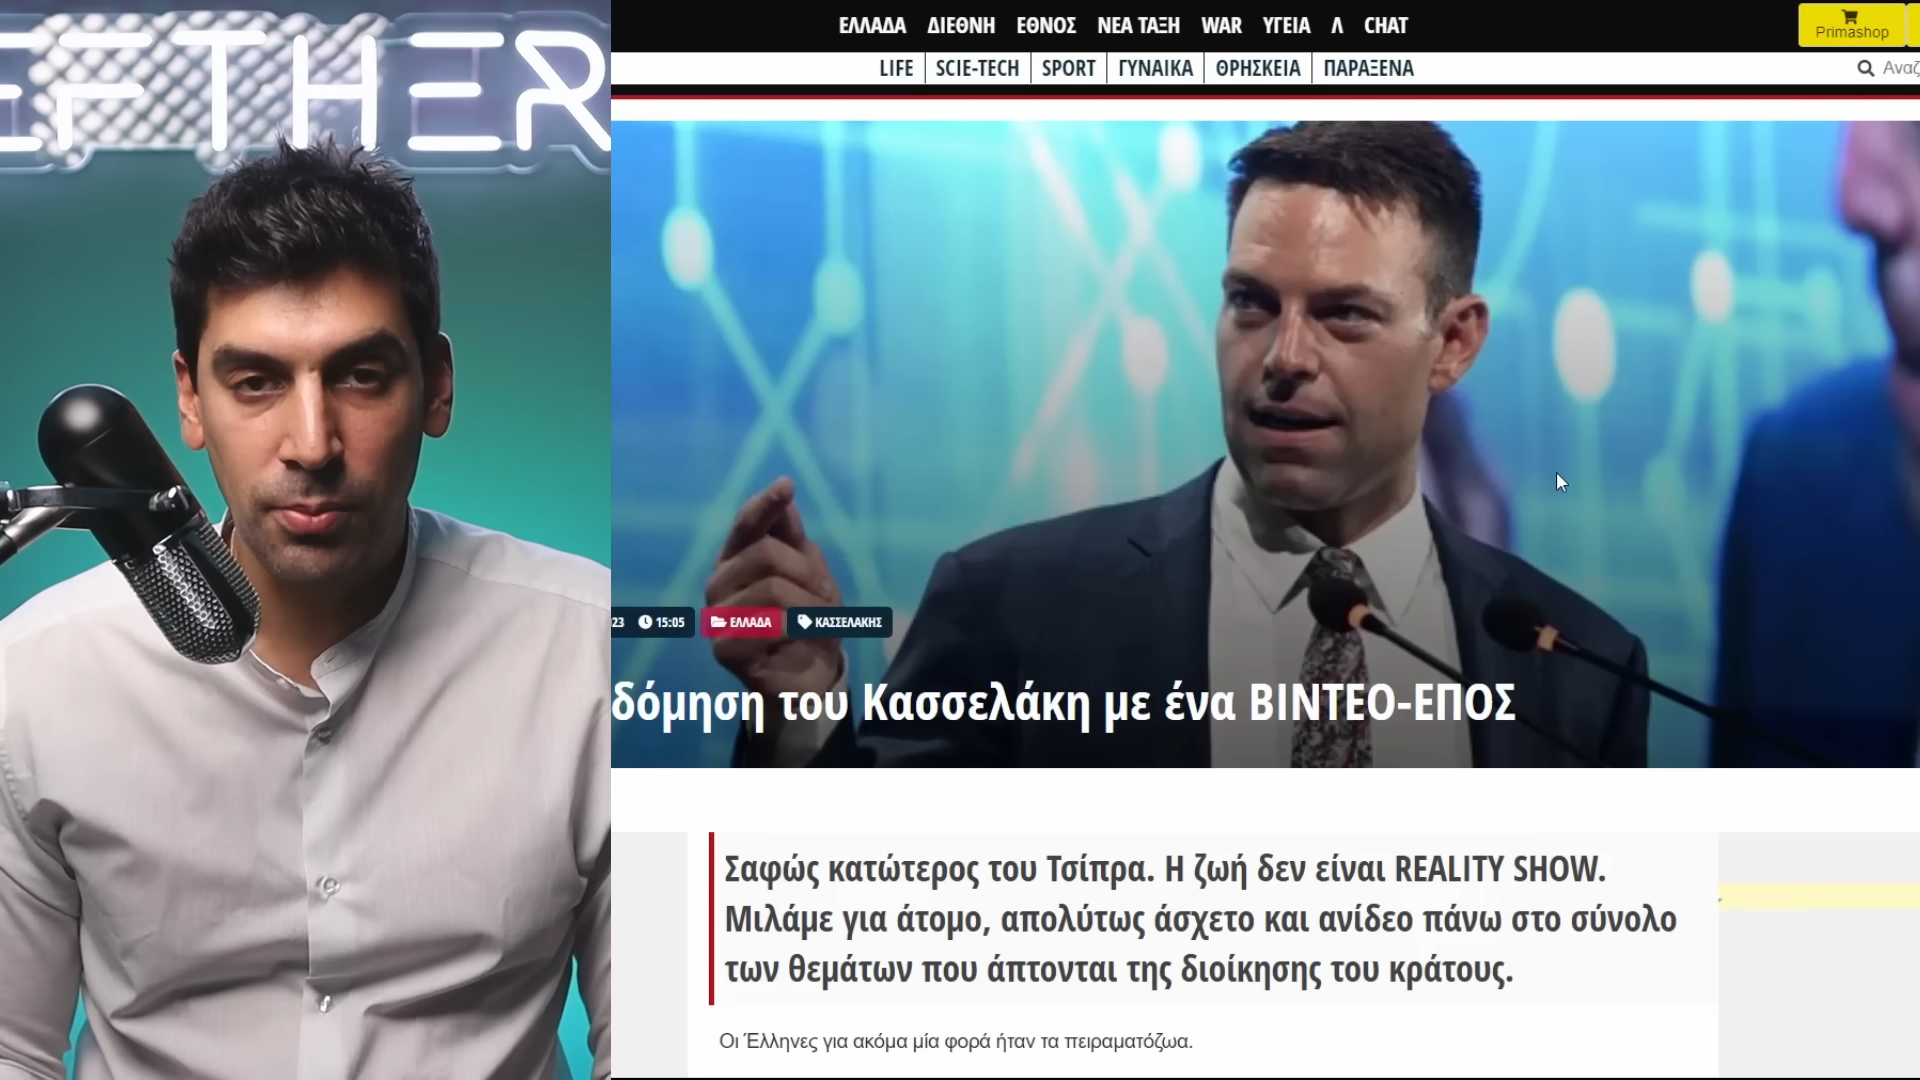 EFTHER
ΕΛΛΑΔΑ ΔΙΕΘΝΗ ΕΘΝΟΣ ΝΕΑ ΤΑΞΗ WAR ΥΓΕΙΑ Λ CHAT
Primashop
LIFE SCIE-TECH SPORT ΓΥΝΑΙΚΑ ΘΡΗΣΚΕΙΑ ΠΑΡΑΞΕΝΑ
Αναζ
23 15:05 ΕΛΛΑΔΑ ΚΑΣΣΕΛΑΚΗΣ
δόμηση του Κασσελάκη με ένα ΒΙΝΤΕΟ-ΕΠΟΣ
Σαφώς κατώτερος του Τσίπρα. Η ζωή δεν είναι REALITY SHOW.
Μιλάμε για άτομο, απολύτως άσχετο και ανίδεο πάνω στο σύνολο
των θεμάτων που άπτονται της διοίκησης του κράτους.
Οι Έλληνες για ακόμα μία φορά ήταν τα πειραματόζωα.